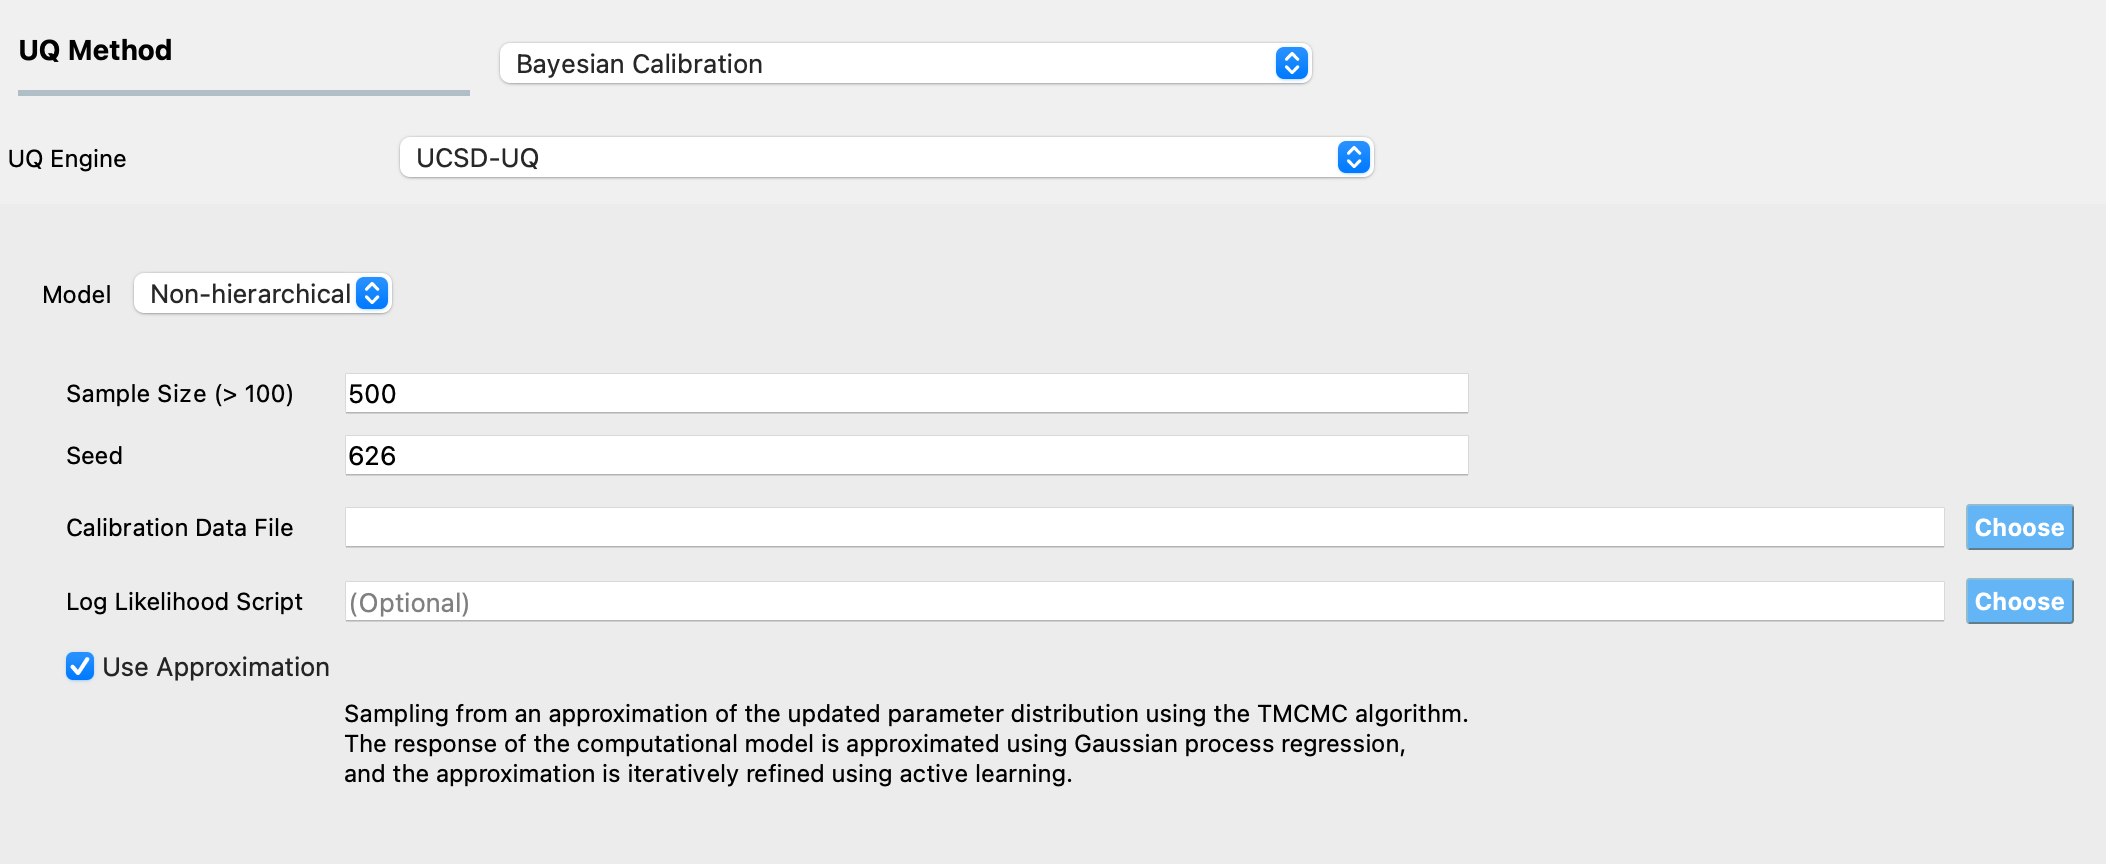 UQ Method
Bayesian Calibration
UQ Engine
UCSD-UQ
Model
Non-hierarchical
Sample Size (> 100)
500
Seed
626
Calibration Data File
Choose
Log Likelihood Script
(Optional)
Choose
Use Approximation
Sampling from an approximation of the updated parameter distribution using the TMCMC algorithm.
The response of the computational model is approximated using Gaussian process regression,
and the approximation is iteratively refined using active learning.